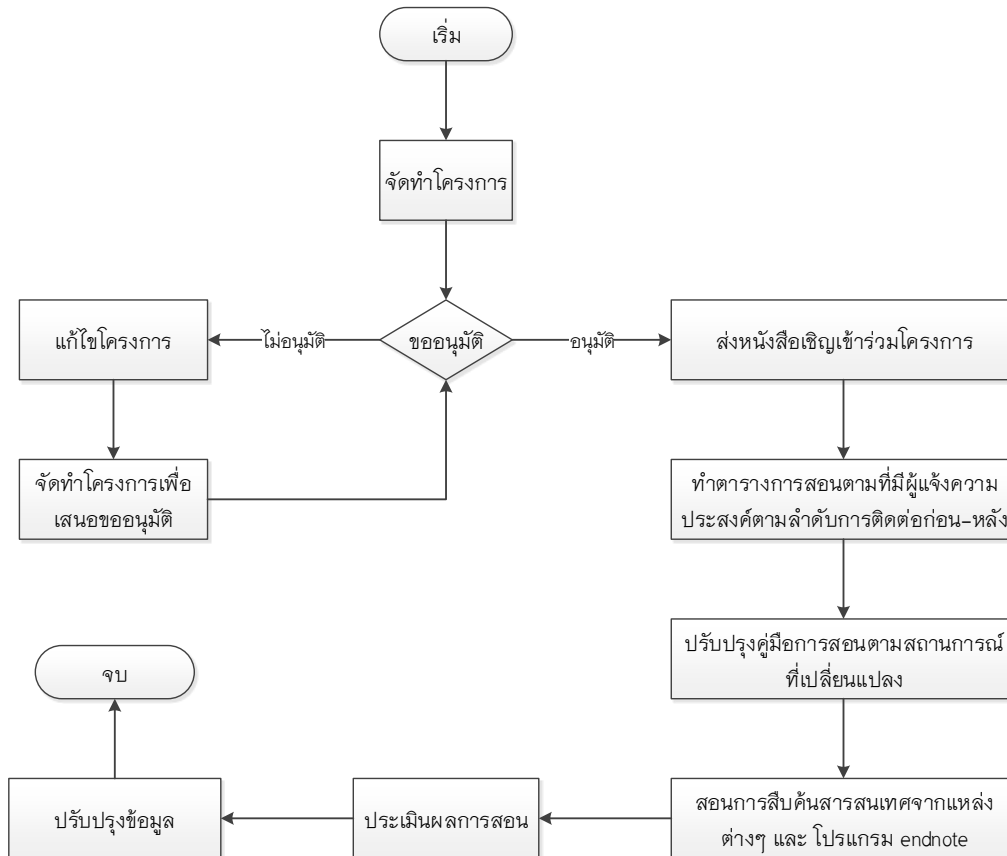 เริ่ม
จัดทำโครงการ
แก้ไขโครงการ
ไม่อนุมัติ
ขออนุมัติ
อนุมัติ
ส่งหนังสือเชิญเข้าร่วมโครงการ
จัดทำโครงการเพื่อ
เสนอขออนุมัติ
ทำตารางการสอนตามที่มีผู้แจ้งความ
ประสงค์ตามลำดับการติดต่อก่อน-หลัง
ปรับปรุงคู่มือการสอนตามสถานการณ์
ที่เปลี่ยนแปลง
จบ
ปรับปรุงข้อมูล
ประเมินผลการสอน
สอนการสืบค้นสารสนเทศจากแหล่ง
ต่างๆ และ โปรแกรม endnote